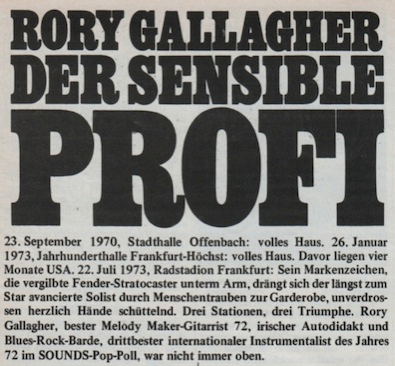 RORY GALLAGHER
DER SENSIBLE
PROFI
23. September 1970, Stadthalle Offenbach: volles Haus. 26. Januar
1973, Jahrhunderthalle Frankfurt-Höchst: volles Haus. Davor liegen vier
Monate USA. 22. Juli 1973, Radstadion Frankfurt: Sein Markenzeichen,
die vergilbte Fender-Stratocaster unterm Arm, drängt sich der längst zum
Star avancierte Solist durch Menschentrauben zur Garderobe, unverdros-
sen herzlich Hände schüttelnd. Drei Stationen, drei Triumphe. Rory
Gallagher, bester Melody Maker-Gitarrist 72, irischer Autodidakt und
Blues-Rock-Barde, drittbester internationaler Instrumentalist des Jahres
72 im SOUNDS-Pop-Poll, war nicht immer oben.